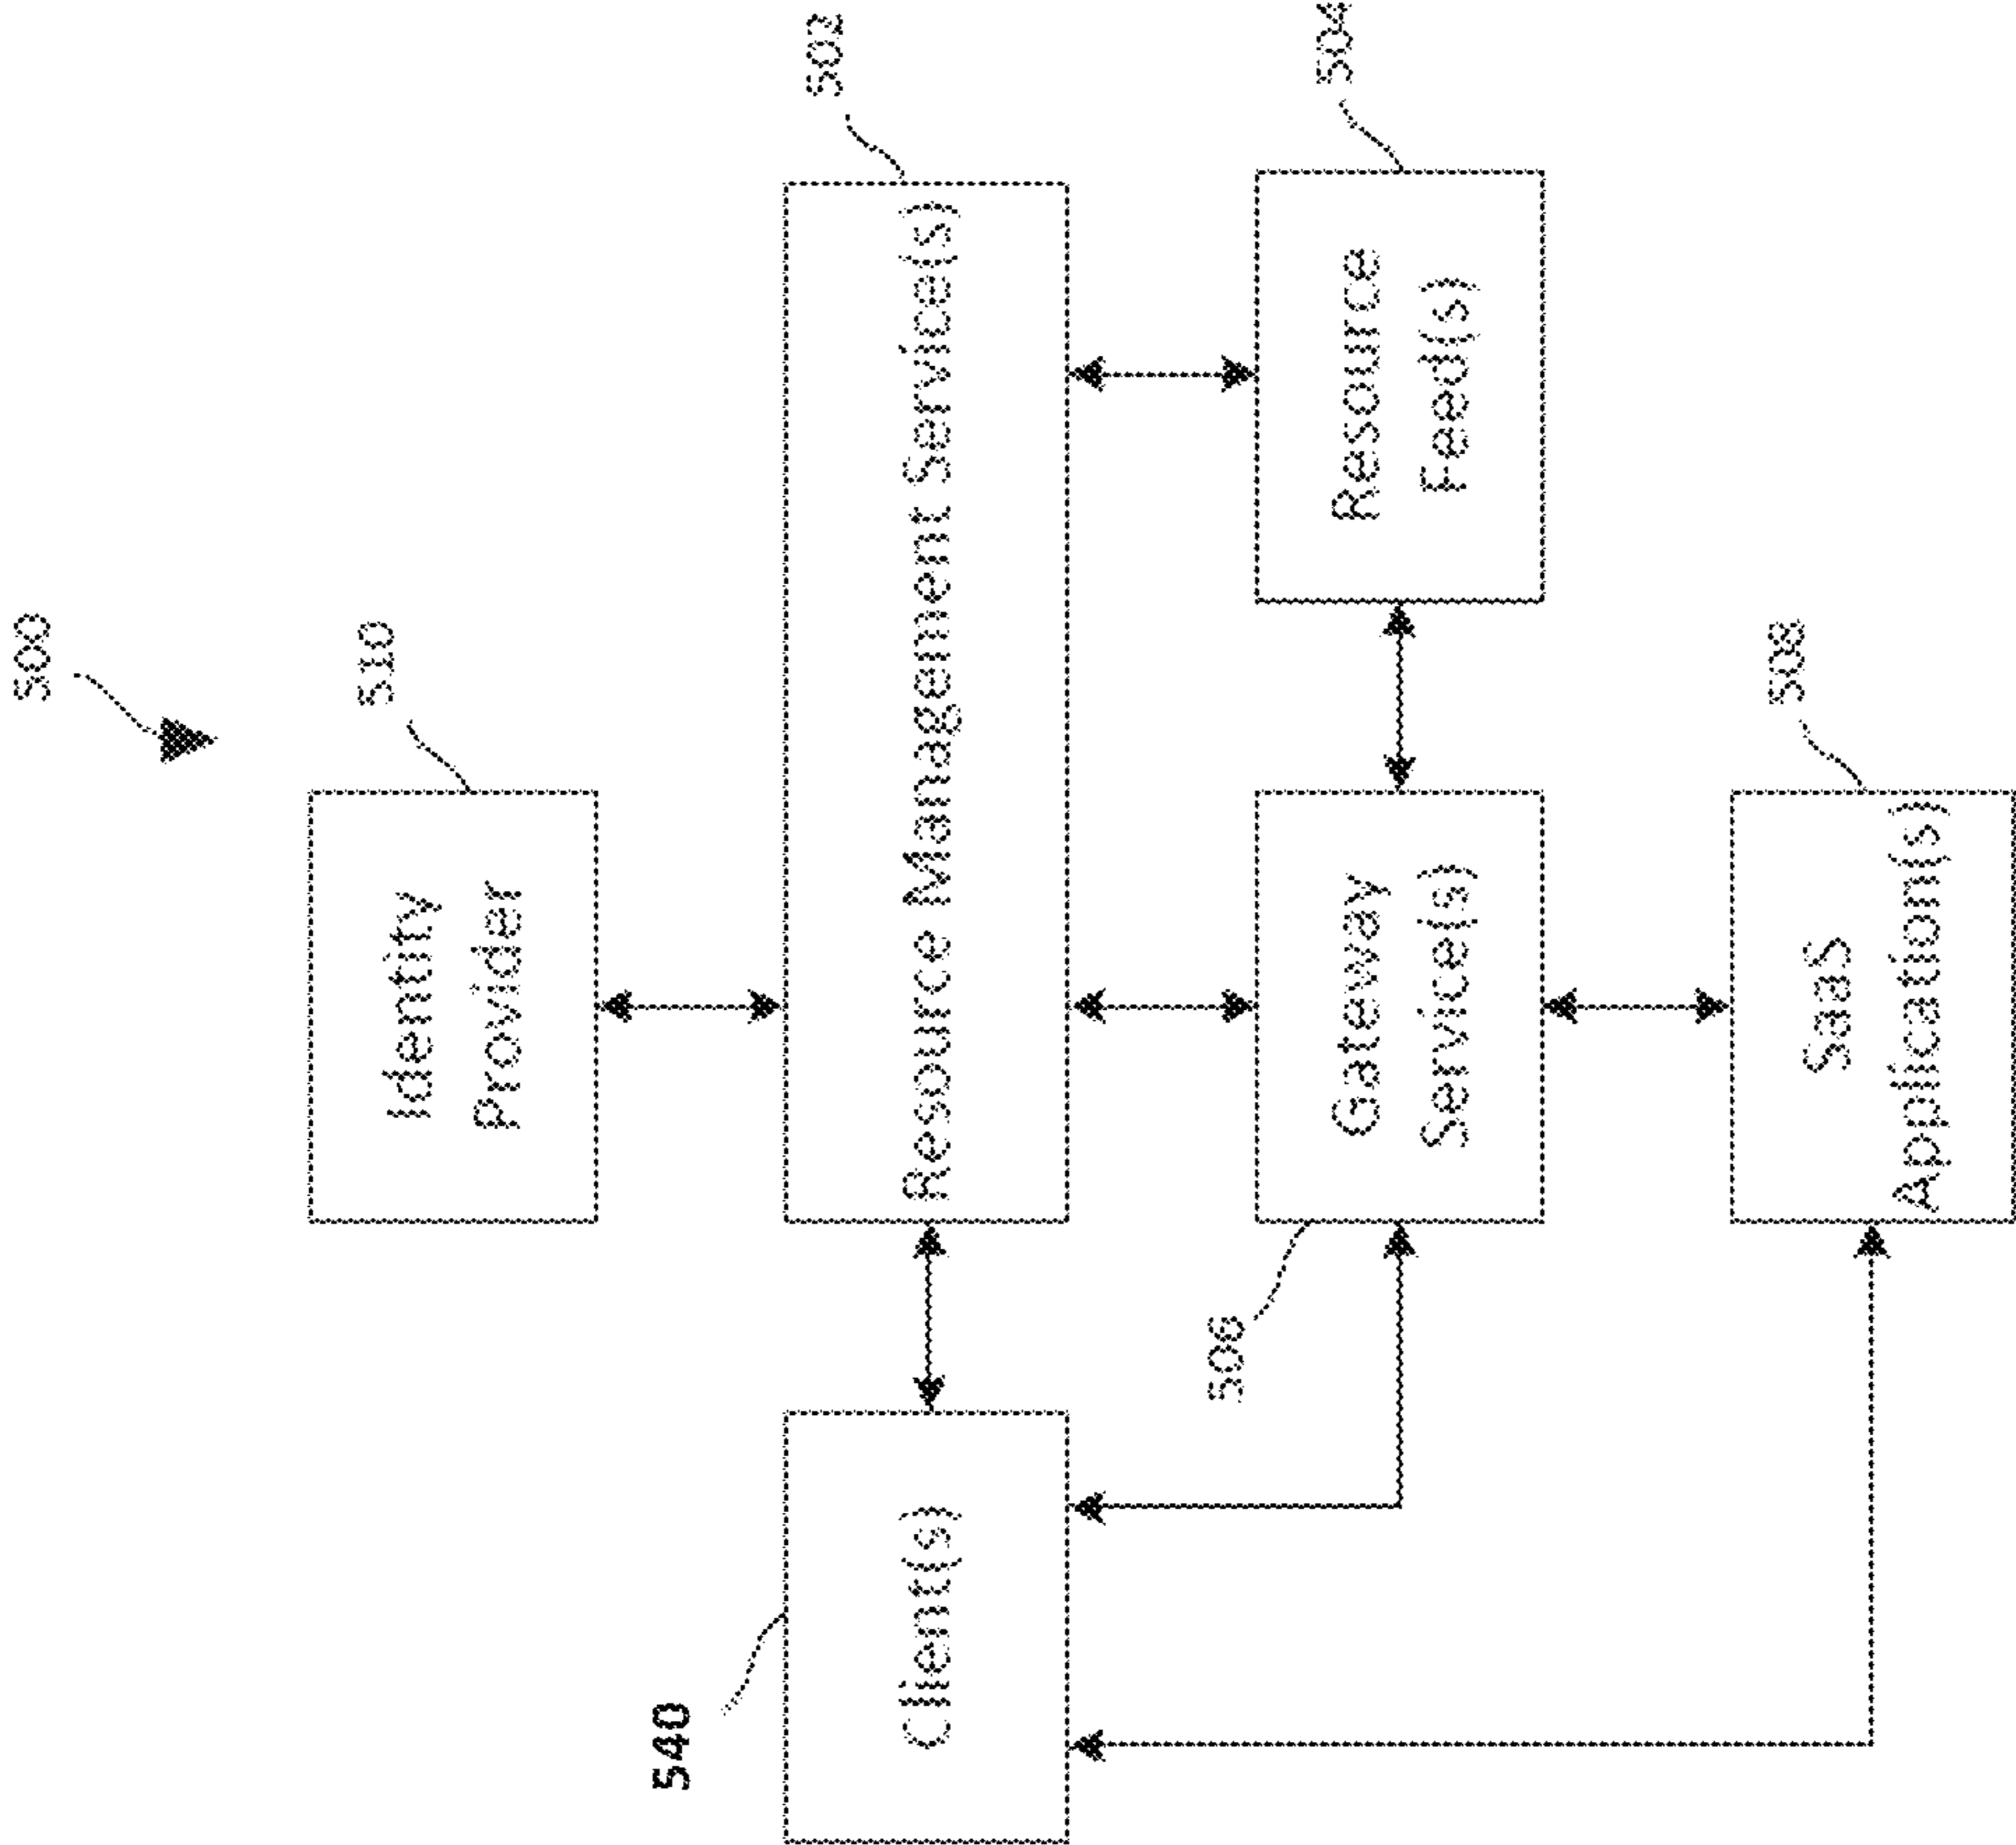 500
510
Identity
Provider
502
Resource Management Service(s)
540
Client(s)
504
Resource
Feed(s)
506
Gateway
Service(s)
508
SaaS
Application(s)